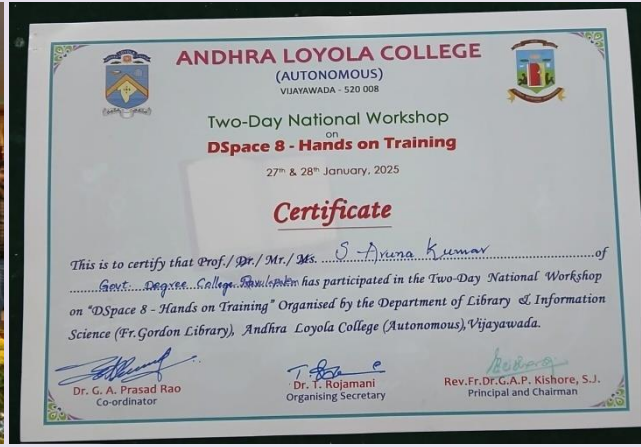 ANDHRA LOYOLA COLLEGE
(AUTONOMOUS)
VIJAYAWADA - 520 008
Two-Day National Workshop
on
DSpace 8 - Hands on Training
27th & 28th January, 2025
Certificate
This is to certify that Prof./ Dr./ Mr./ Ms. S Aruna Kumar of
Govt. Degree College has participated in the Two-Day National Workshop
on "DSpace 8 - Hands on Training" Organised by the Department of Library & Information
Science (Fr.Gordon Library), Andhra Loyola College (Autonomous),Vijayawada.
Dr. G. A. Prasad Rao
Co-ordinator
Dr. T. Rojamani
Organising Secretary
Rev.Fr.Dr.G.A.P. Kishore, S.J.
Principal and Chairman